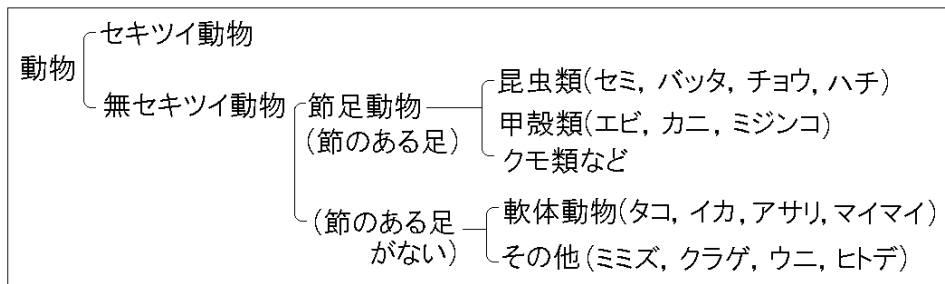 セキツイ動物
動物
無セキツイ動物 節足動物 昆虫類(セミ, バッタ, チョウ, ハチ)
(節のある足) 甲殻類(エビ, カニ, ミジンコ)
クモ類など
(節のある足 軟体動物(タコ, イカ, アサリ, マイマイ)
がない) その他(ミミズ, クラゲ, ウニ, ヒトデ)